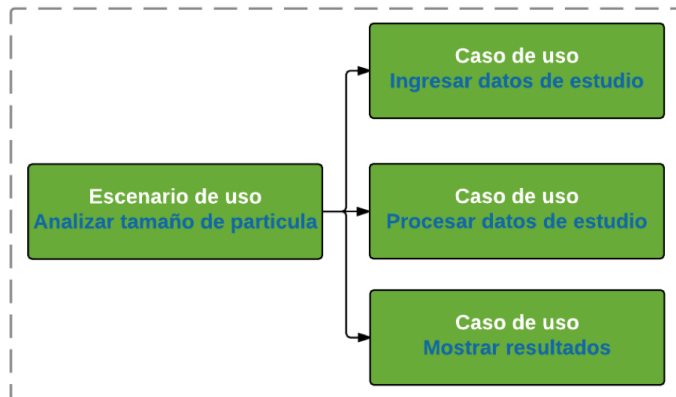 Caso de uso
Ingresar datos de estudio
Escenario de uso
Analizar tamaño de particula
Caso de uso
Procesar datos de estudio
Caso de uso
Mostrar resultados